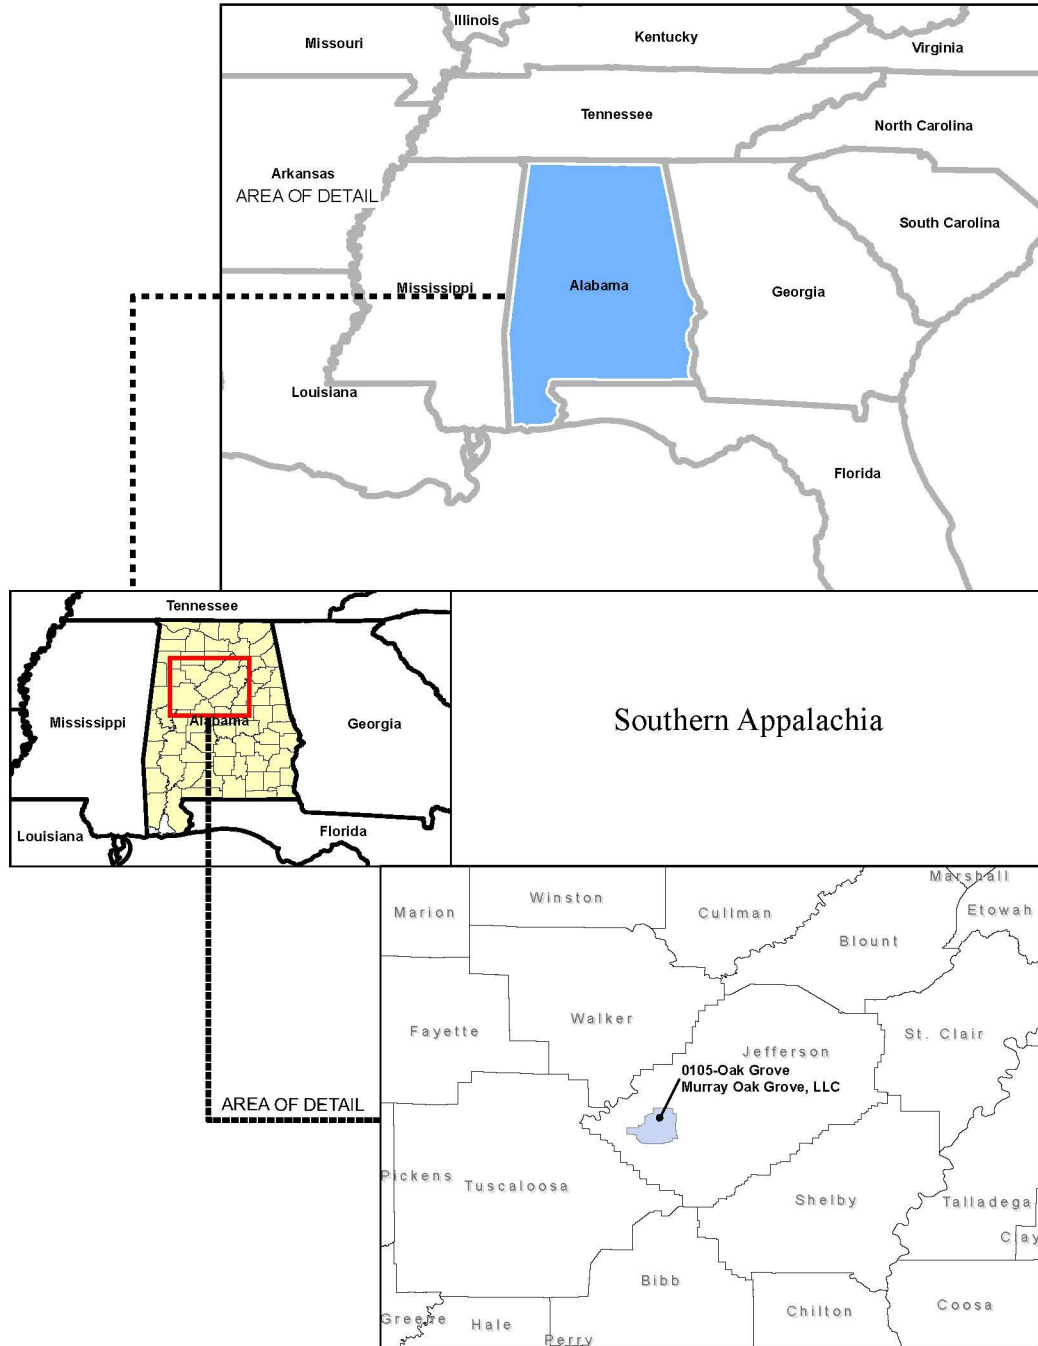 Illinois
Missouri
Kentucky
Virginia
Tennessee
North Carolina
Arkansas
AREA OF DETAIL
South Carolina
Mississippi
Alabama
Georgia
Louisiana
Florida
Tennessee
Mississippi
Alabama
Georgia
Louisiana
Florida
Southern Appalachia
Marshall
Winston
Marion
Cullman
Etowah
Blount
Fayette
Walker
St. Clair
Jefferson
0105-Oak Grove
Murray Oak Grove, LLC
AREA OF DETAIL
Pickens
Tuscaloosa
Shelby
Talladega
Clay
Bibb
Greene
Hale
Perry
Chilton
Coosa